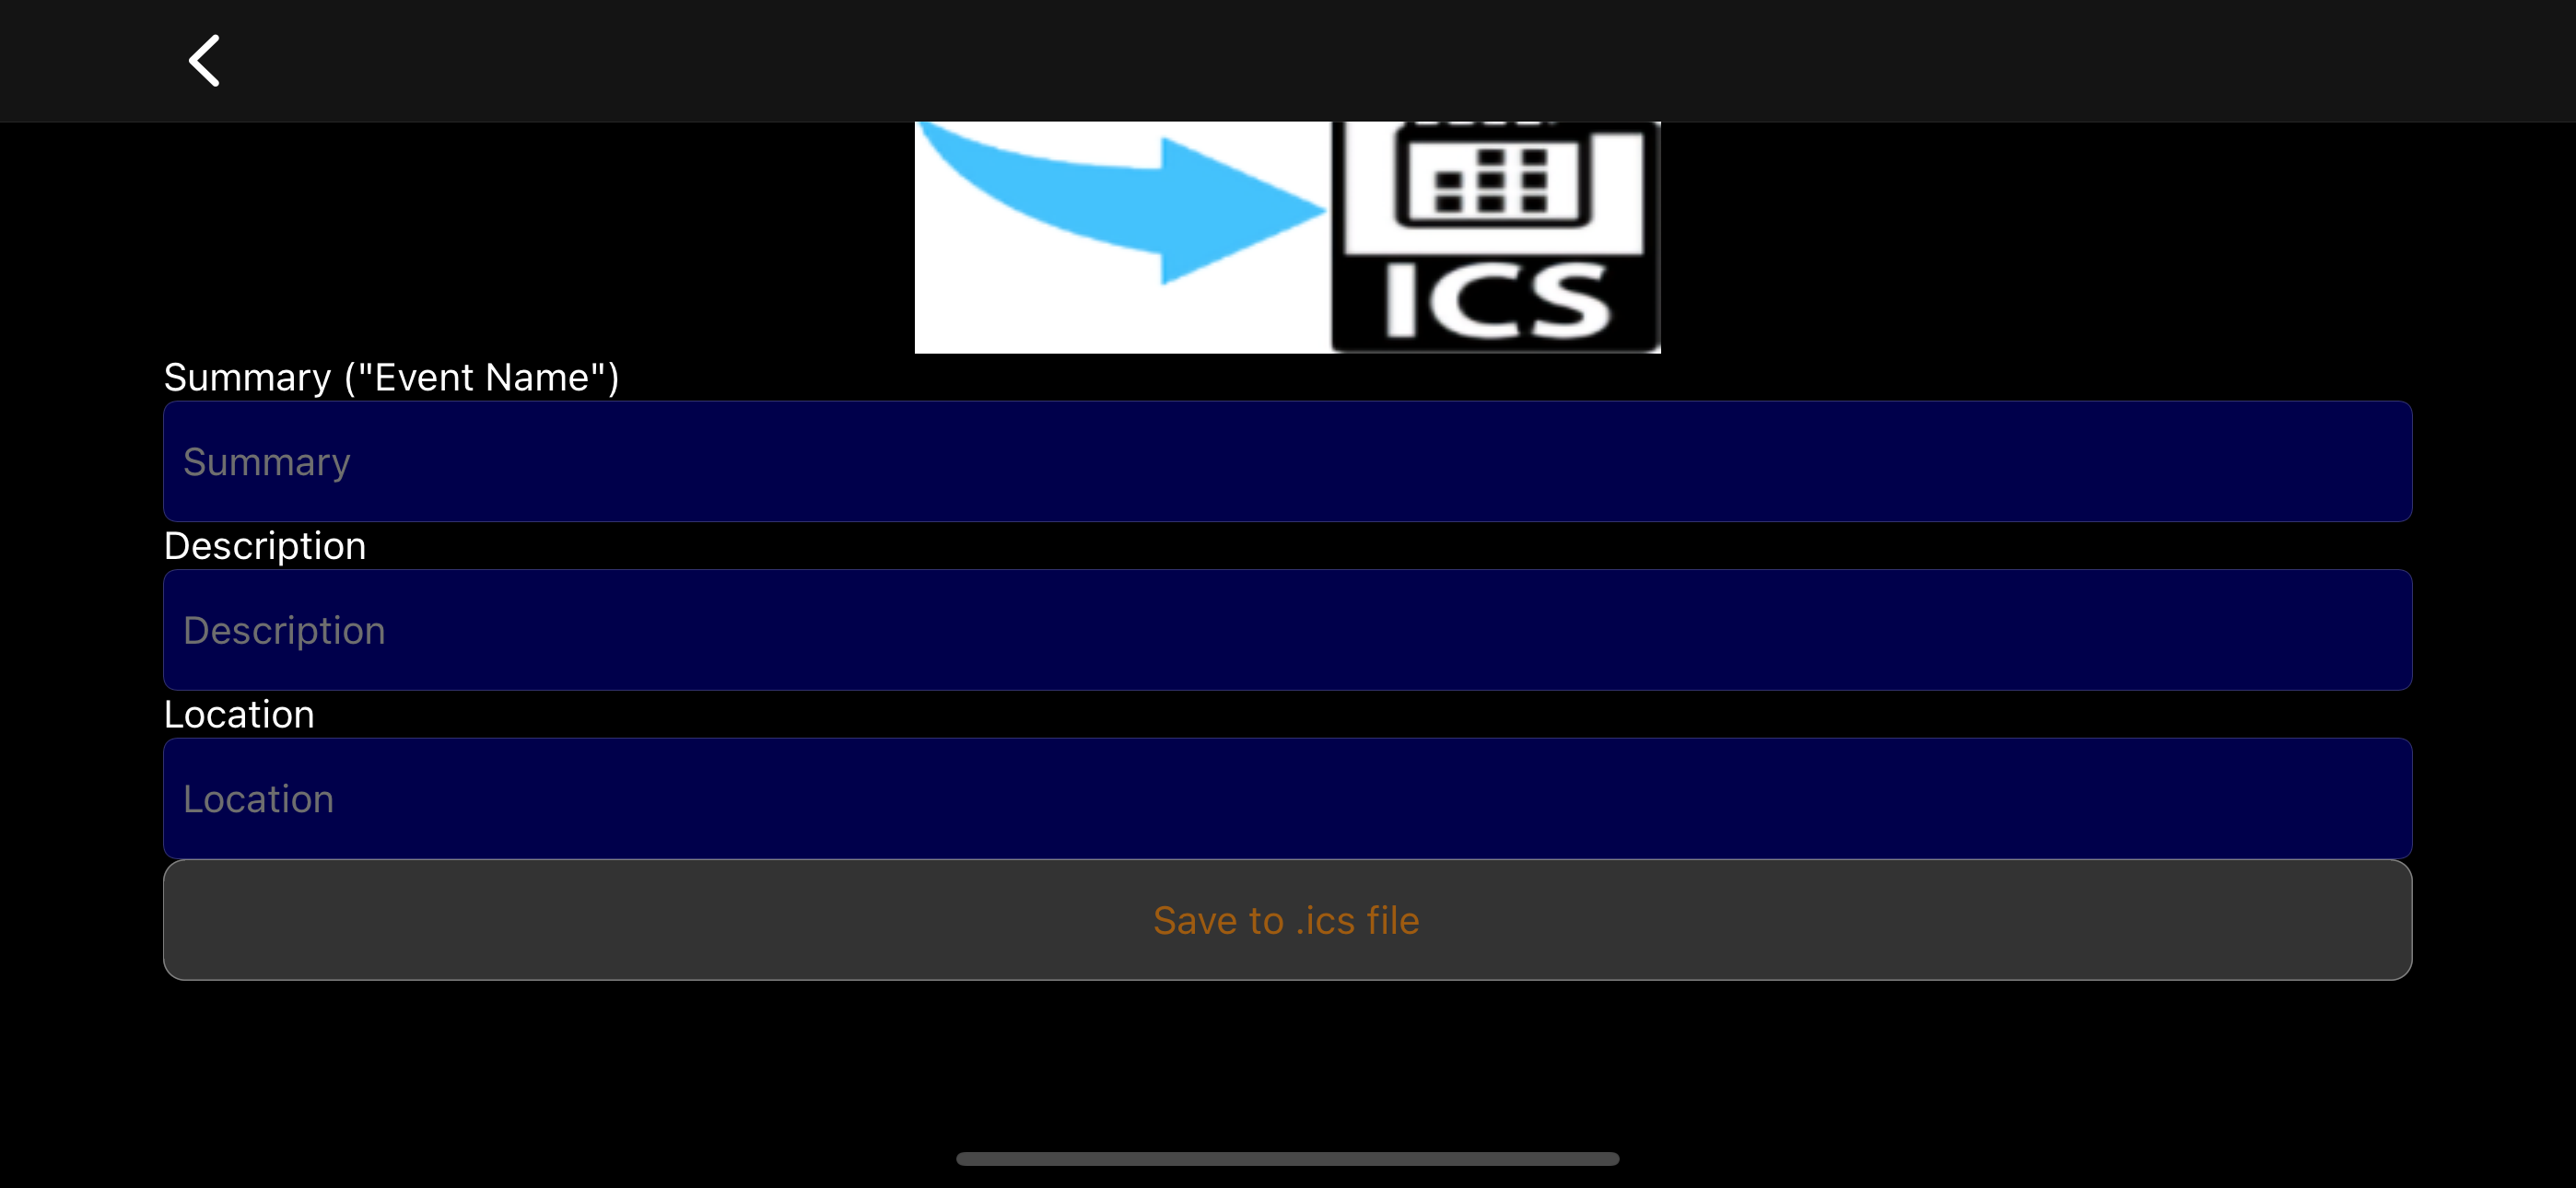 ICS
Summary ("Event Name")
Summary
Description
Description
Location
Location
Save to .ics file